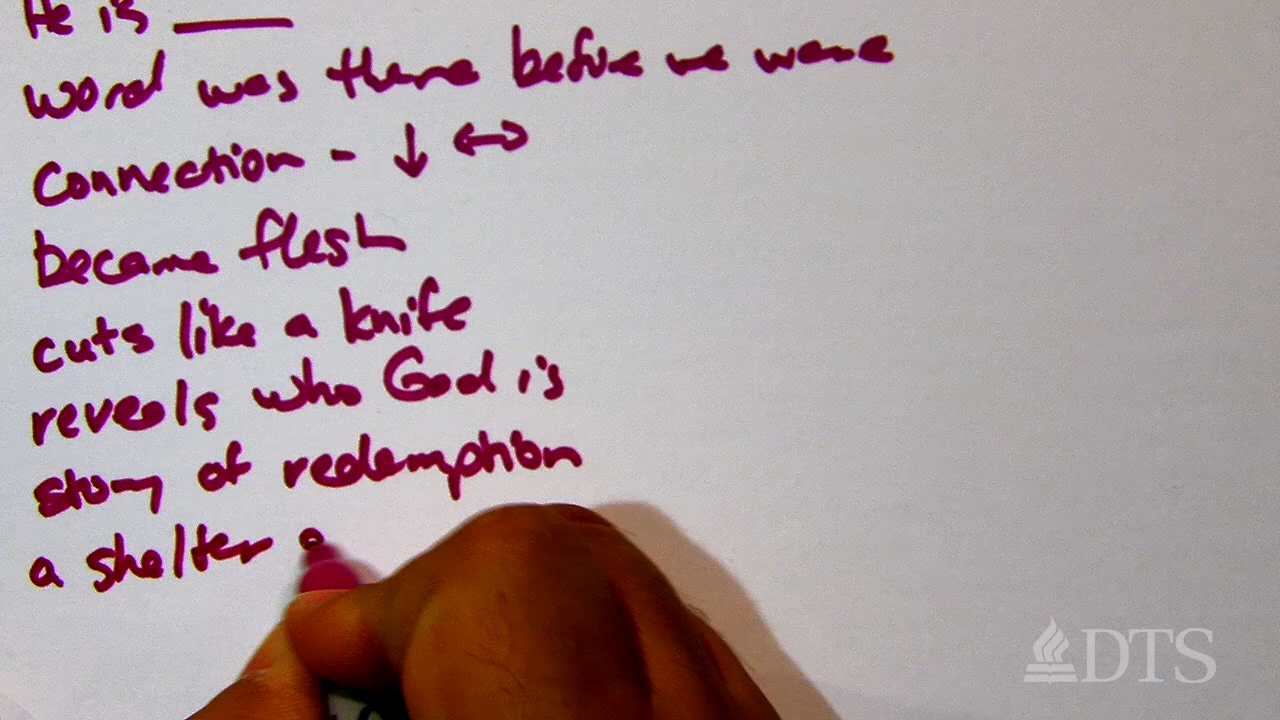 He is ____
word was there before we were
connection - ↓ ↔
became flesh
cuts like a knife
reveals who God is
story of redemption
a shelter
DTS